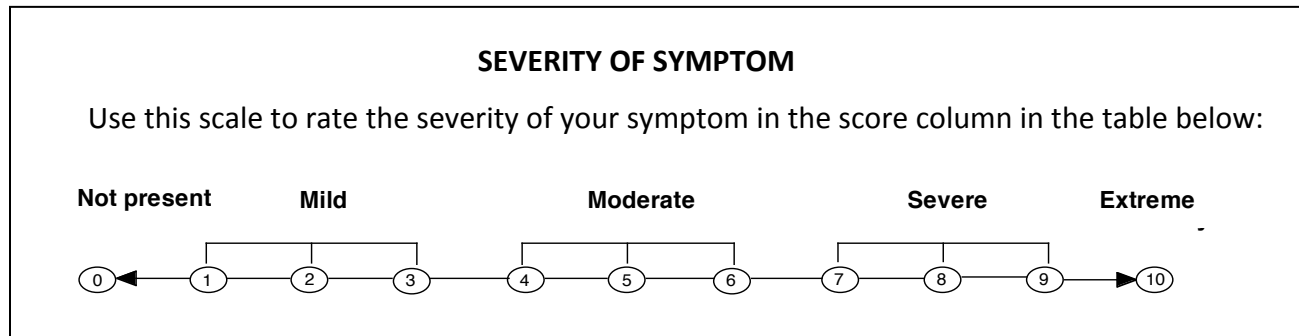 SEVERITY OF SYMPTOM
Use this scale to rate the severity of your symptom in the score column in the table below:
Not present Mild Moderate Severe Extreme
0 1 2 3 4 5 6 7 8 9 10